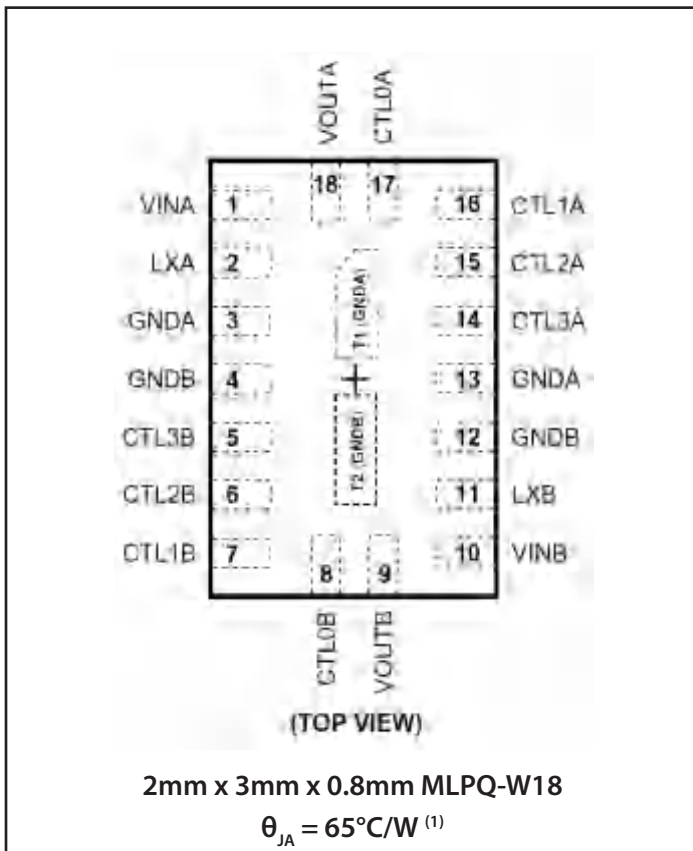 VOUTA
CTL0A
18
17
VINA 1
16 CTL1A
LXA 2
15 CTL2A
GNDA 3
14 CTL3A
GNDB 4
13 GNDA
CTL3B 5
12 GNDB
CTL2B 6
11 LXB
CTL1B 7
10 VINB
T1 (GNDA)
T2 (GNDB)
8
9
CTL0B
VOUTB
(TOP VIEW)
2mm x 3mm x 0.8mm MLPQ-W18
θJA = 65°C/W (1)